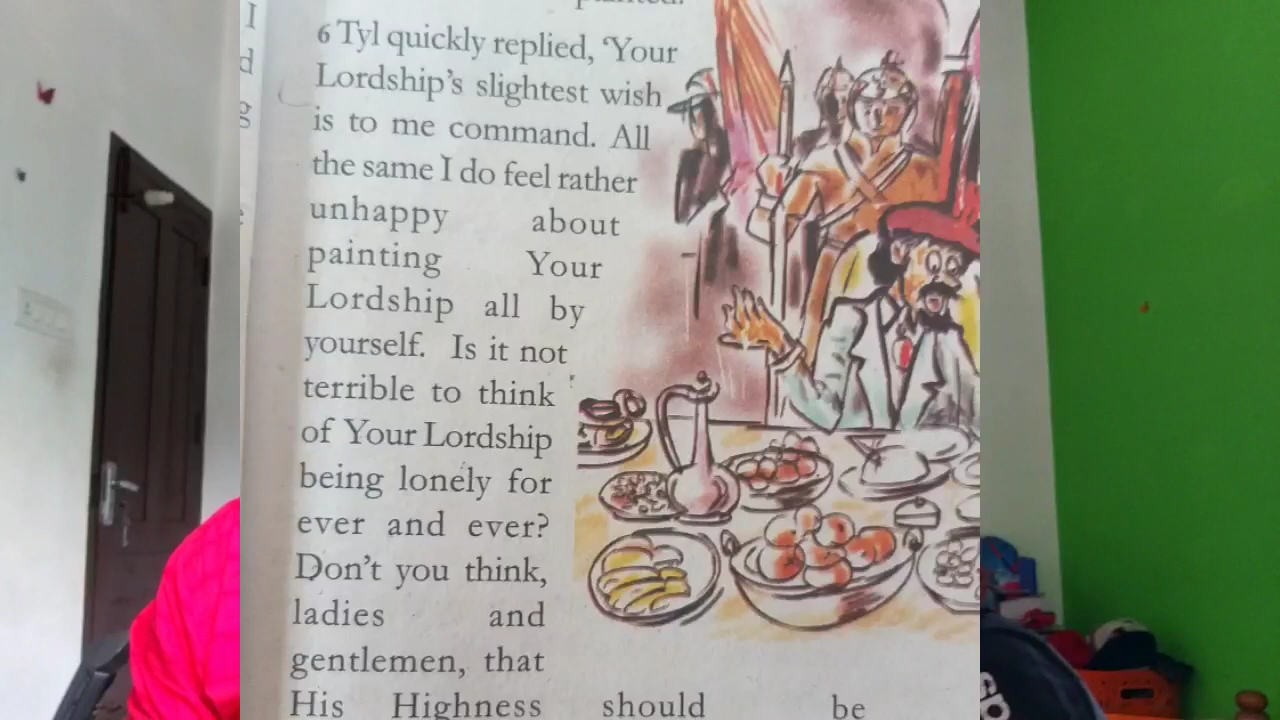 painted.
6 Tyl quickly replied, ‘Your
Lordship’s slightest wish
is to me command. All
the same I do feel rather
unhappy about
painting Your
Lordship all by
yourself. Is it not
terrible to think
of Your Lordship
being lonely for
ever and ever?
Don’t you think,
ladies and
gentlemen, that
His Highness should be